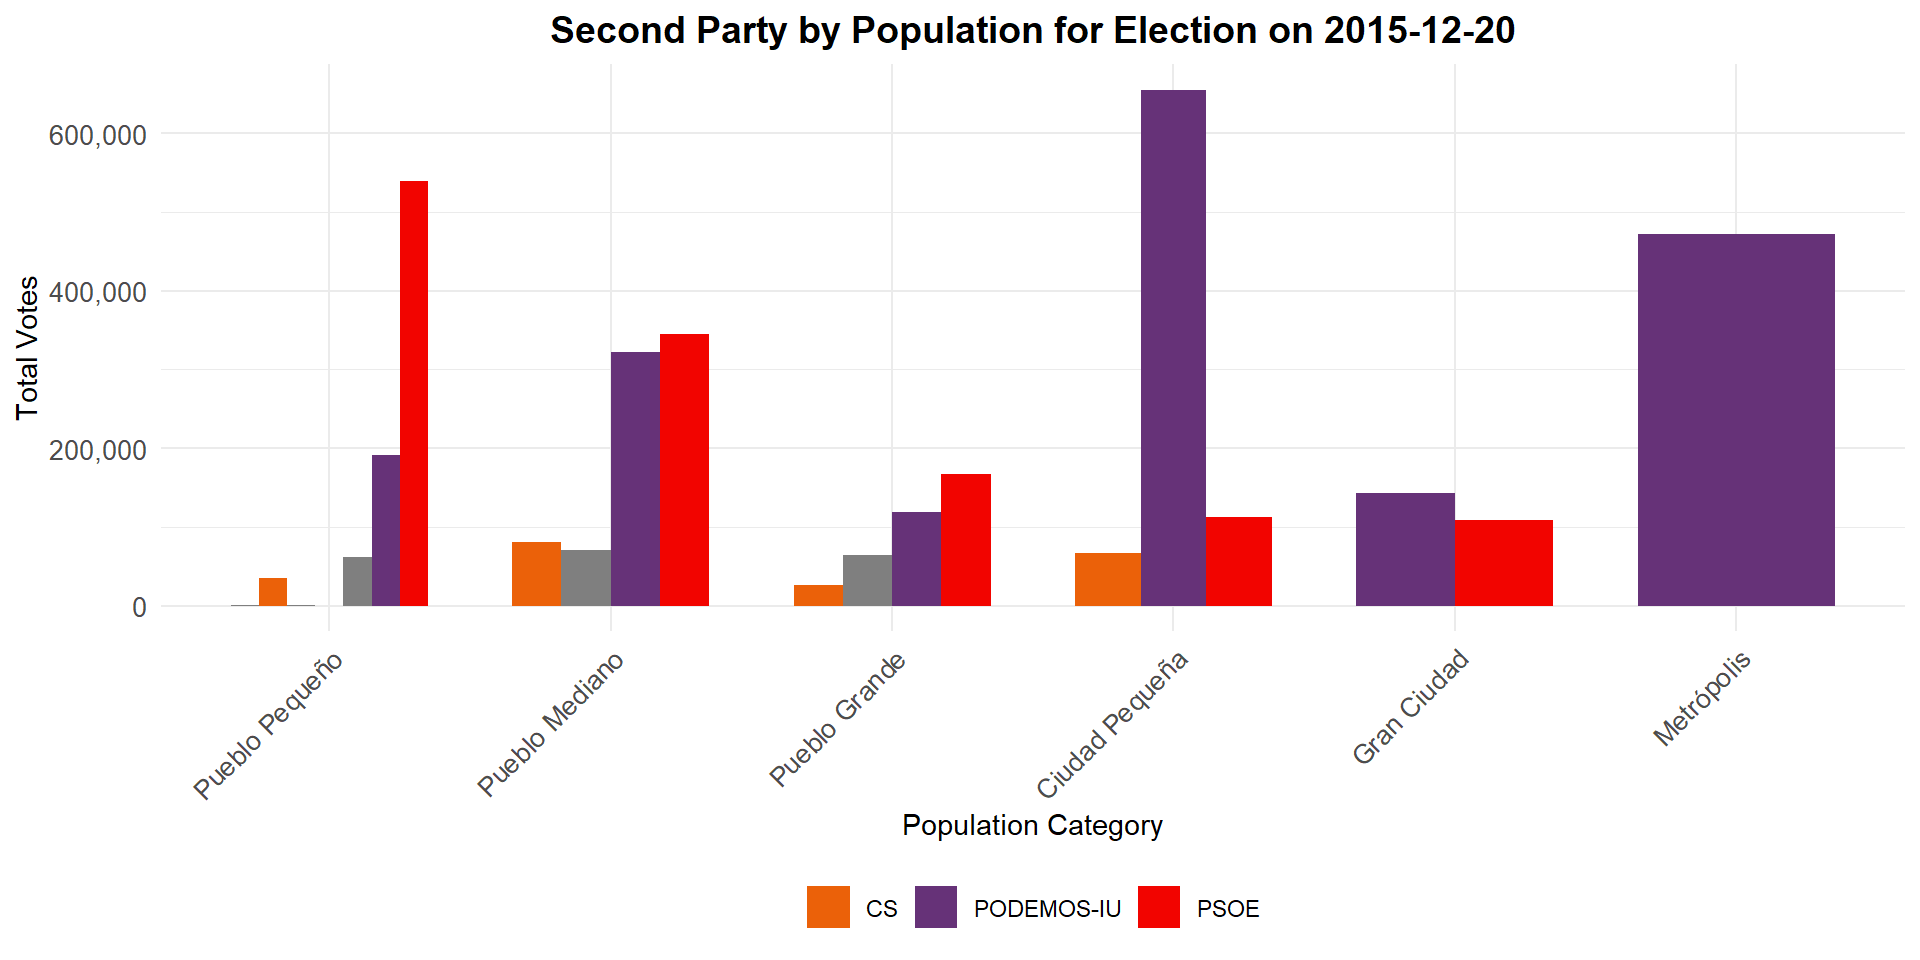 Second Party by Population for Election on 2015-12-20
Total Votes
600,000
400,000
200,000
0
Pueblo Pequeño
Pueblo Mediano
Pueblo Grande
Ciudad Pequeña
Gran Ciudad
Metrópolis
Population Category
CS
PODEMOS-IU
PSOE